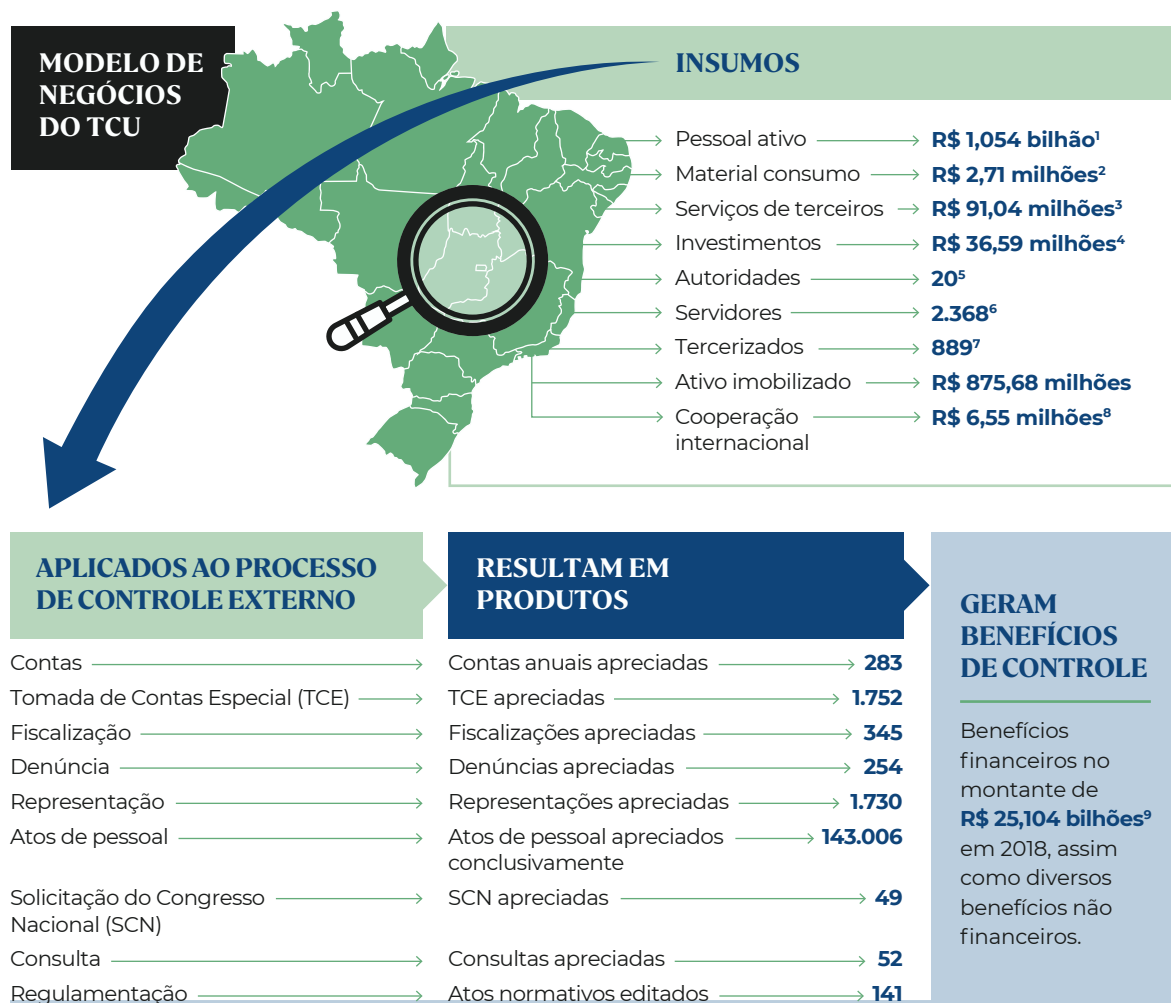 MODELO DE
NEGÓCIOS
DO TCU
INSUMOS
Pessoal ativo R$ 1,054 bilhão¹
Material consumo R$ 2,71 milhões²
Serviços de terceiros R$ 91,04 milhões³
Investimentos R$ 36,59 milhões⁴
Autoridades 20⁵
Servidores 2.368⁶
Tercerizados 889⁷
Ativo imobilizado R$ 875,68 milhões
Cooperação R$ 6,55 milhões⁸
internacional
APLICADOS AO PROCESSO
DE CONTROLE EXTERNO
Contas
Tomada de Contas Especial (TCE)
Fiscalização
Denúncia
Representação
Atos de pessoal
Solicitação do Congresso
Nacional (SCN)
Consulta
Regulamentação
RESULTAM EM
PRODUTOS
Contas anuais apreciadas 283
TCE apreciadas 1.752
Fiscalizações apreciadas 345
Denúncias apreciadas 254
Representações apreciadas 1.730
Atos de pessoal apreciados 143.006
conclusivamente
SCN apreciadas 49
Consultas apreciadas 52
Atos normativos editados 141
GERAM
BENEFÍCIOS
DE CONTROLE
Benefícios
financeiros no
montante de
R$ 25,104 bilhões⁹
em 2018, assim
como diversos
benefícios não
financeiros.